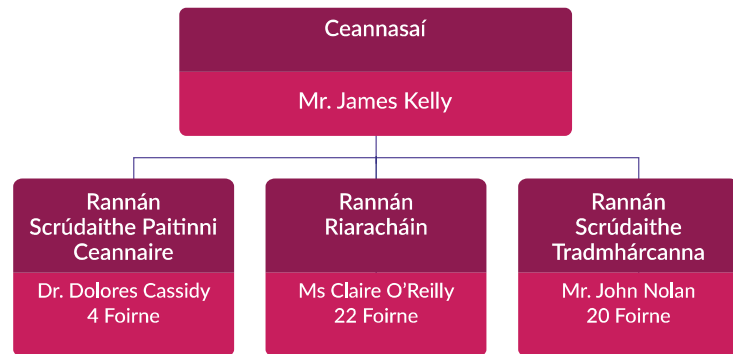 Ceannasaí
Mr. James Kelly
Rannán
Scrúdaithe Paitinni
Ceannaire
Dr. Dolores Cassidy
4 Foirne
Rannán
Riaracháin
Ms Claire O’Reilly
22 Foirne
Rannán
Scrúdaithe
Tradmhárcanna
Mr. John Nolan
20 Foirne